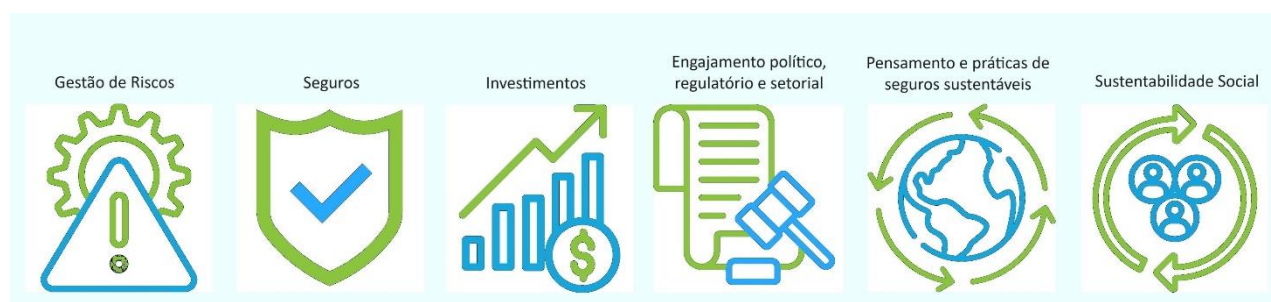 Gestão de Riscos
Seguros
Investimentos
Engajamento político,
regulatório e setorial
Pensamento e práticas de
seguros sustentáveis
Sustentabilidade Social
$